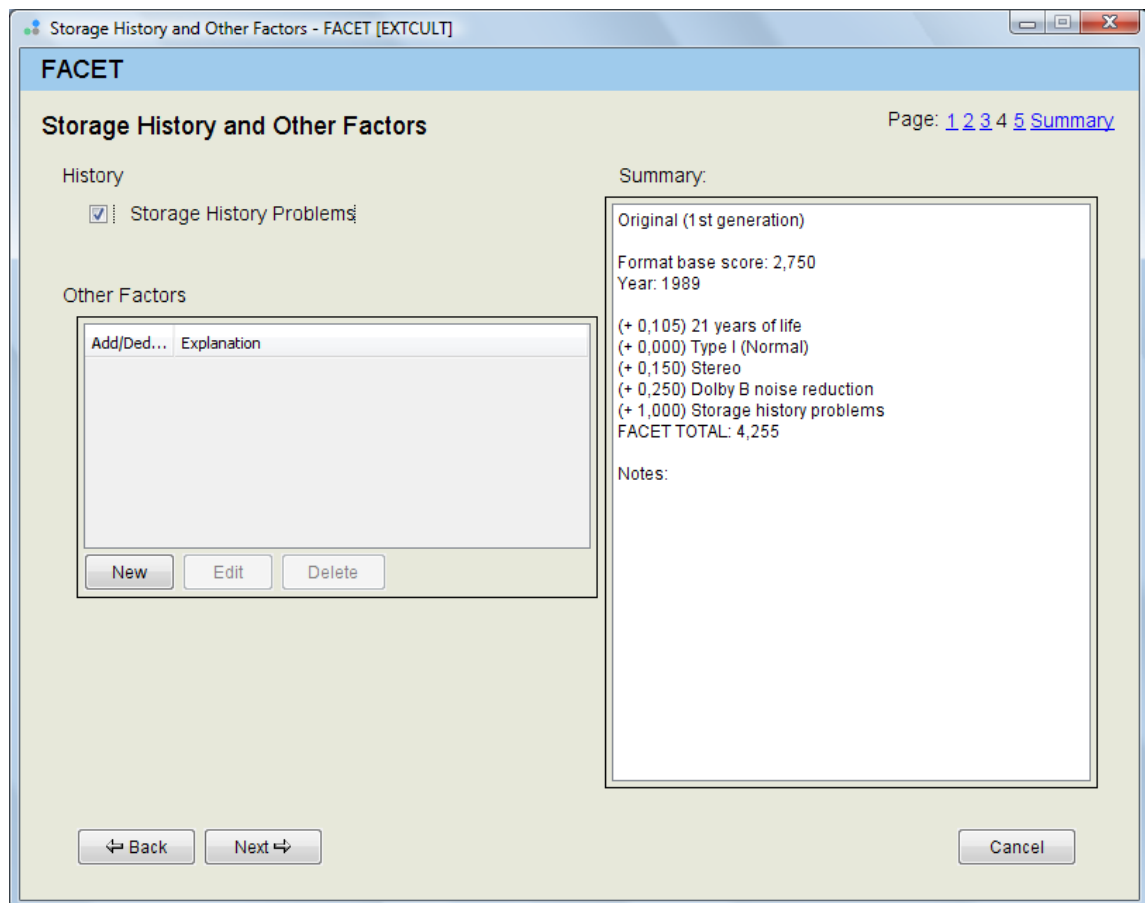 Storage History and Other Factors - FACET [EXTCULT]
FACET
Storage History and Other Factors
Page: 1 2 3 4 5 Summary
History
Storage History Problems
Other Factors
Add/Ded... Explanation
New Edit Delete
Summary:
Original (1st generation)
Format base score: 2,750
Year: 1989
(+ 0,105) 21 years of life
(+ 0,000) Type I (Normal)
(+ 0,150) Stereo
(+ 0,250) Dolby B noise reduction
(+ 1,000) Storage history problems
FACET TOTAL: 4,255
Notes:
Back Next Cancel